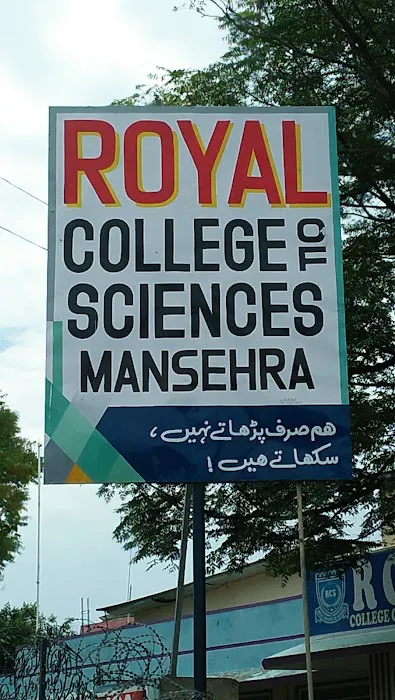 ROYAL
COLLEGE OF
SCIENCES
MANSEHRA
ہم صرف پڑھاتے نہیں،
سکھاتے ہیں!
RCS
COLLEGE